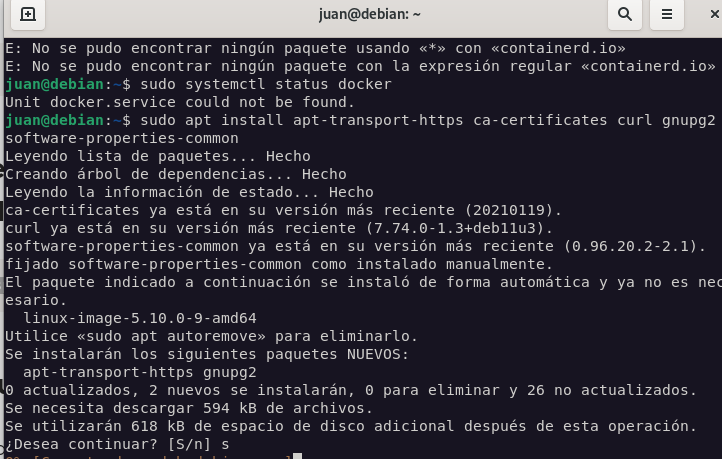 juan@debian: ~
E: No se pudo encontrar ningún paquete usando «*» con «containerd.io»
E: No se pudo encontrar ningún paquete con la expresión regular «containerd.io»
juan@debian:~$ sudo systemctl status docker
Unit docker.service could not be found.
juan@debian:~$ sudo apt install apt-transport-https ca-certificates curl gnupg2
software-properties-common
Leyendo lista de paquetes... Hecho
Creando árbol de dependencias... Hecho
Leyendo la información de estado... Hecho
ca-certificates ya está en su versión más reciente (20210119).
curl ya está en su versión más reciente (7.74.0-1.3+deb11u3).
software-properties-common ya está en su versión más reciente (0.96.20.2-2.1).
fijado software-properties-common como instalado manualmente.
El paquete indicado a continuación se instaló de forma automática y ya no es nec
esario.
linux-image-5.10.0-9-amd64
Utilice «sudo apt autoremove» para eliminarlo.
Se instalarán los siguientes paquetes NUEVOS:
apt-transport-https gnupg2
0 actualizados, 2 nuevos se instalarán, 0 para eliminar y 26 no actualizados.
Se necesita descargar 594 kB de archivos.
Se utilizarán 618 kB de espacio de disco adicional después de esta operación.
¿Desea continuar? [S/n] s